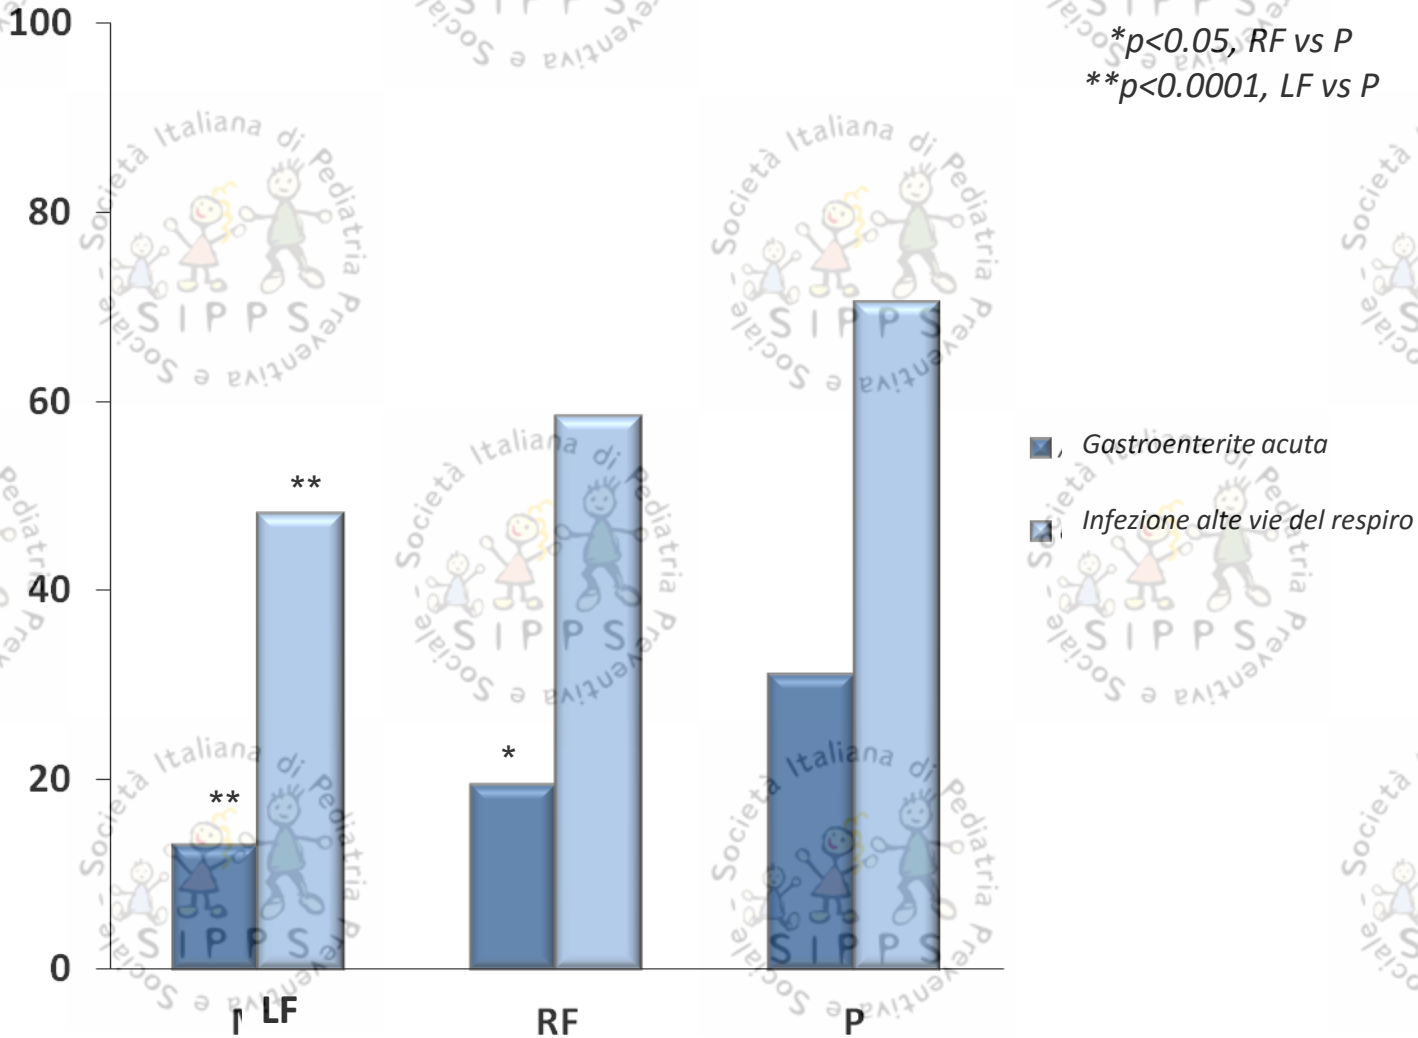 100
*p<0.05, RF vs P
**p<0.0001, LF vs P
80
60
40
20
0
**
**
*
Gastroenterite acuta
Infezione alte vie del respiro
LF
RF
P
Società Italiana di Pediatria Preventiva e Sociale -
SIPPS